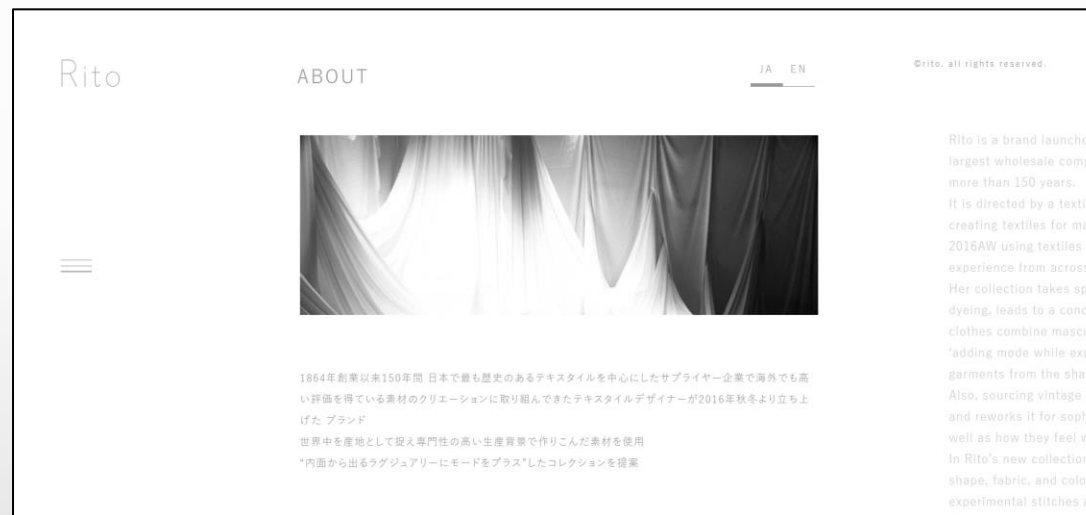 Rito
ABOUT
JA EN
©rito. all rights reserved.
1864年創業以来150年間 日本で最も歴史のあるテキスタイルを中心にしたサプライヤー企業で海外でも高
い評価を得ている素材のクリエーションに取り組んできたテキスタイルデザイナーが2016年秋冬より立ち上
げた ブランド
世界中を産地として捉え専門性の高い生産背景で作りこんだ素材を使用
“内面から出るラグジュアリーにモードをプラス”したコレクションを提案
Rito is a brand launche
largest wholesale comp
more than 150 years.
It is directed by a texti
creating textiles for ma
2016AW using textiles
experience from across
Her collection takes sp
dyeing, leads to a conc
clothes combine mascu
‘adding mode while exp
garments from the sha
Also, sourcing vintage
and reworks it for soph
well as how they feel w
In Rito’s new collection
shape, fabric, and colo
experimental stitches a